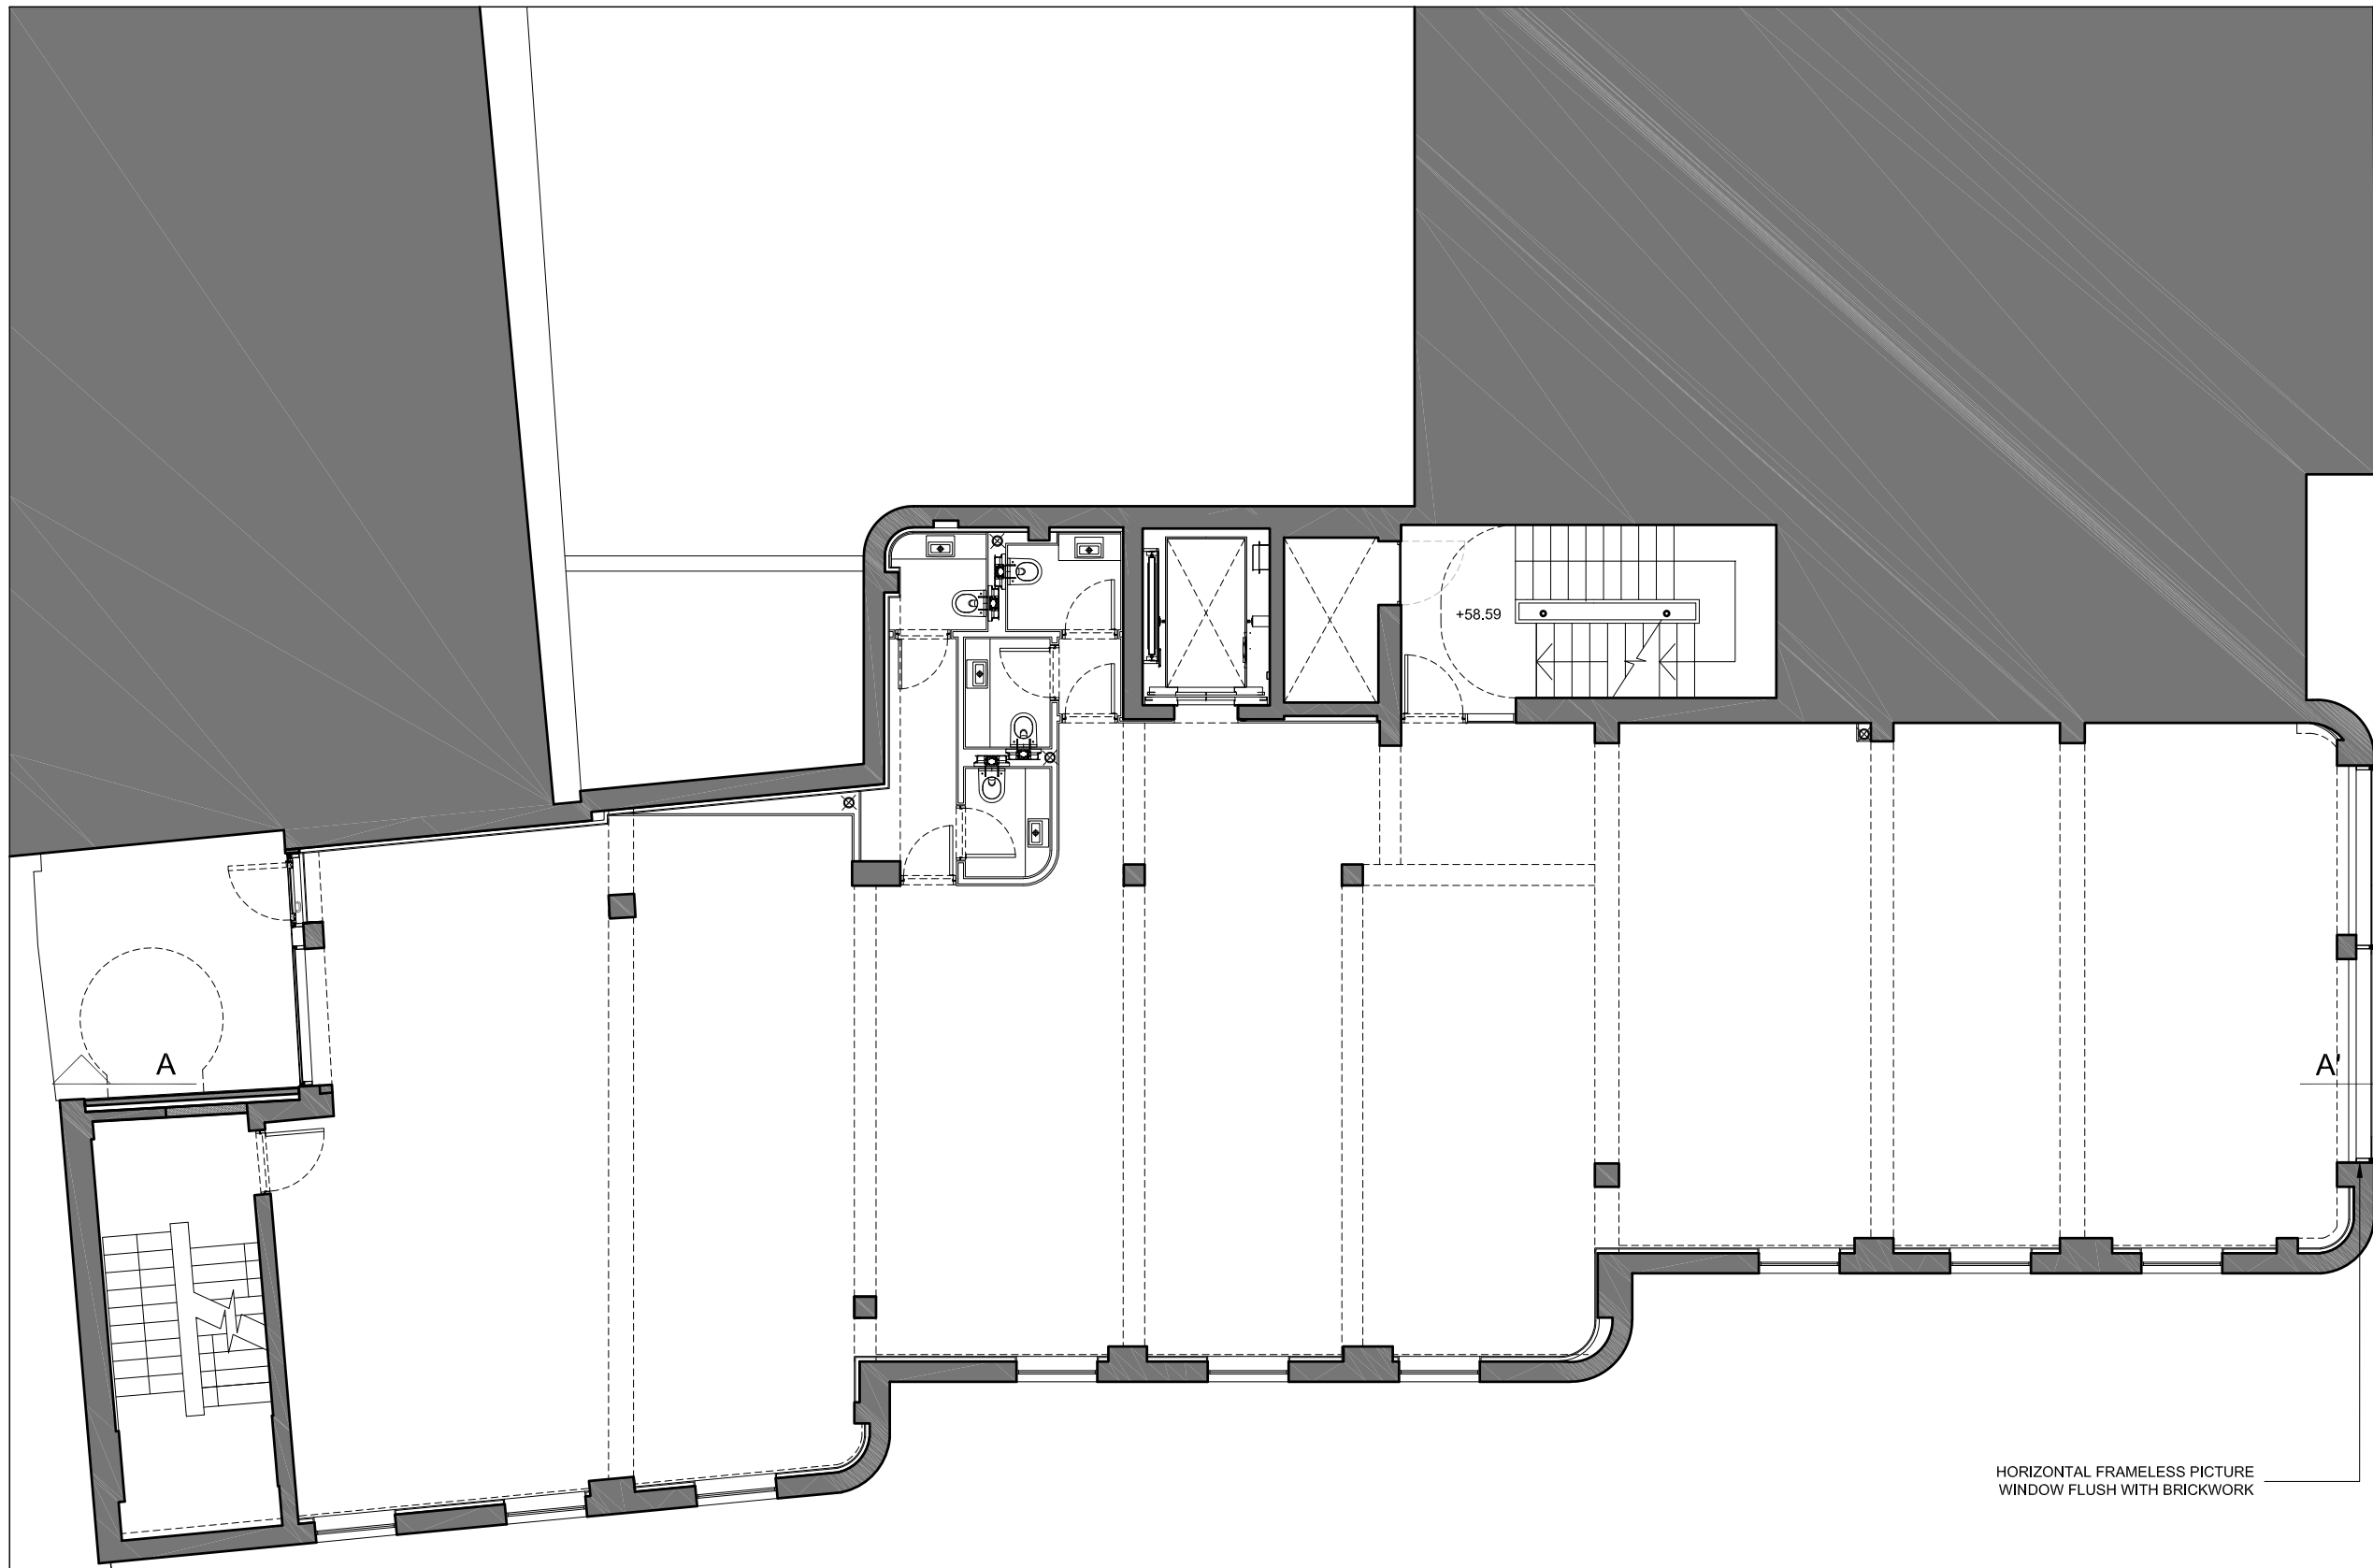 +58.59
A
A'
HORIZONTAL FRAMELESS PICTURE
WINDOW FLUSH WITH BRICKWORK